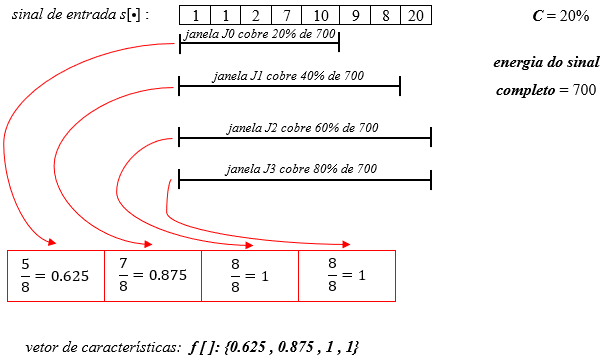 sinal de entrada s[•] : 1 1 2 7 10 9 8 20 C = 20%
janela J0 cobre 20% de 700
energia do sinal
janela J1 cobre 40% de 700
completo = 700
janela J2 cobre 60% de 700
janela J3 cobre 80% de 700
5/8 = 0.625 7/8 = 0.875 8/8 = 1 8/8 = 1
vetor de característicasː f [ ]: {0.625 , 0.875 , 1 , 1}